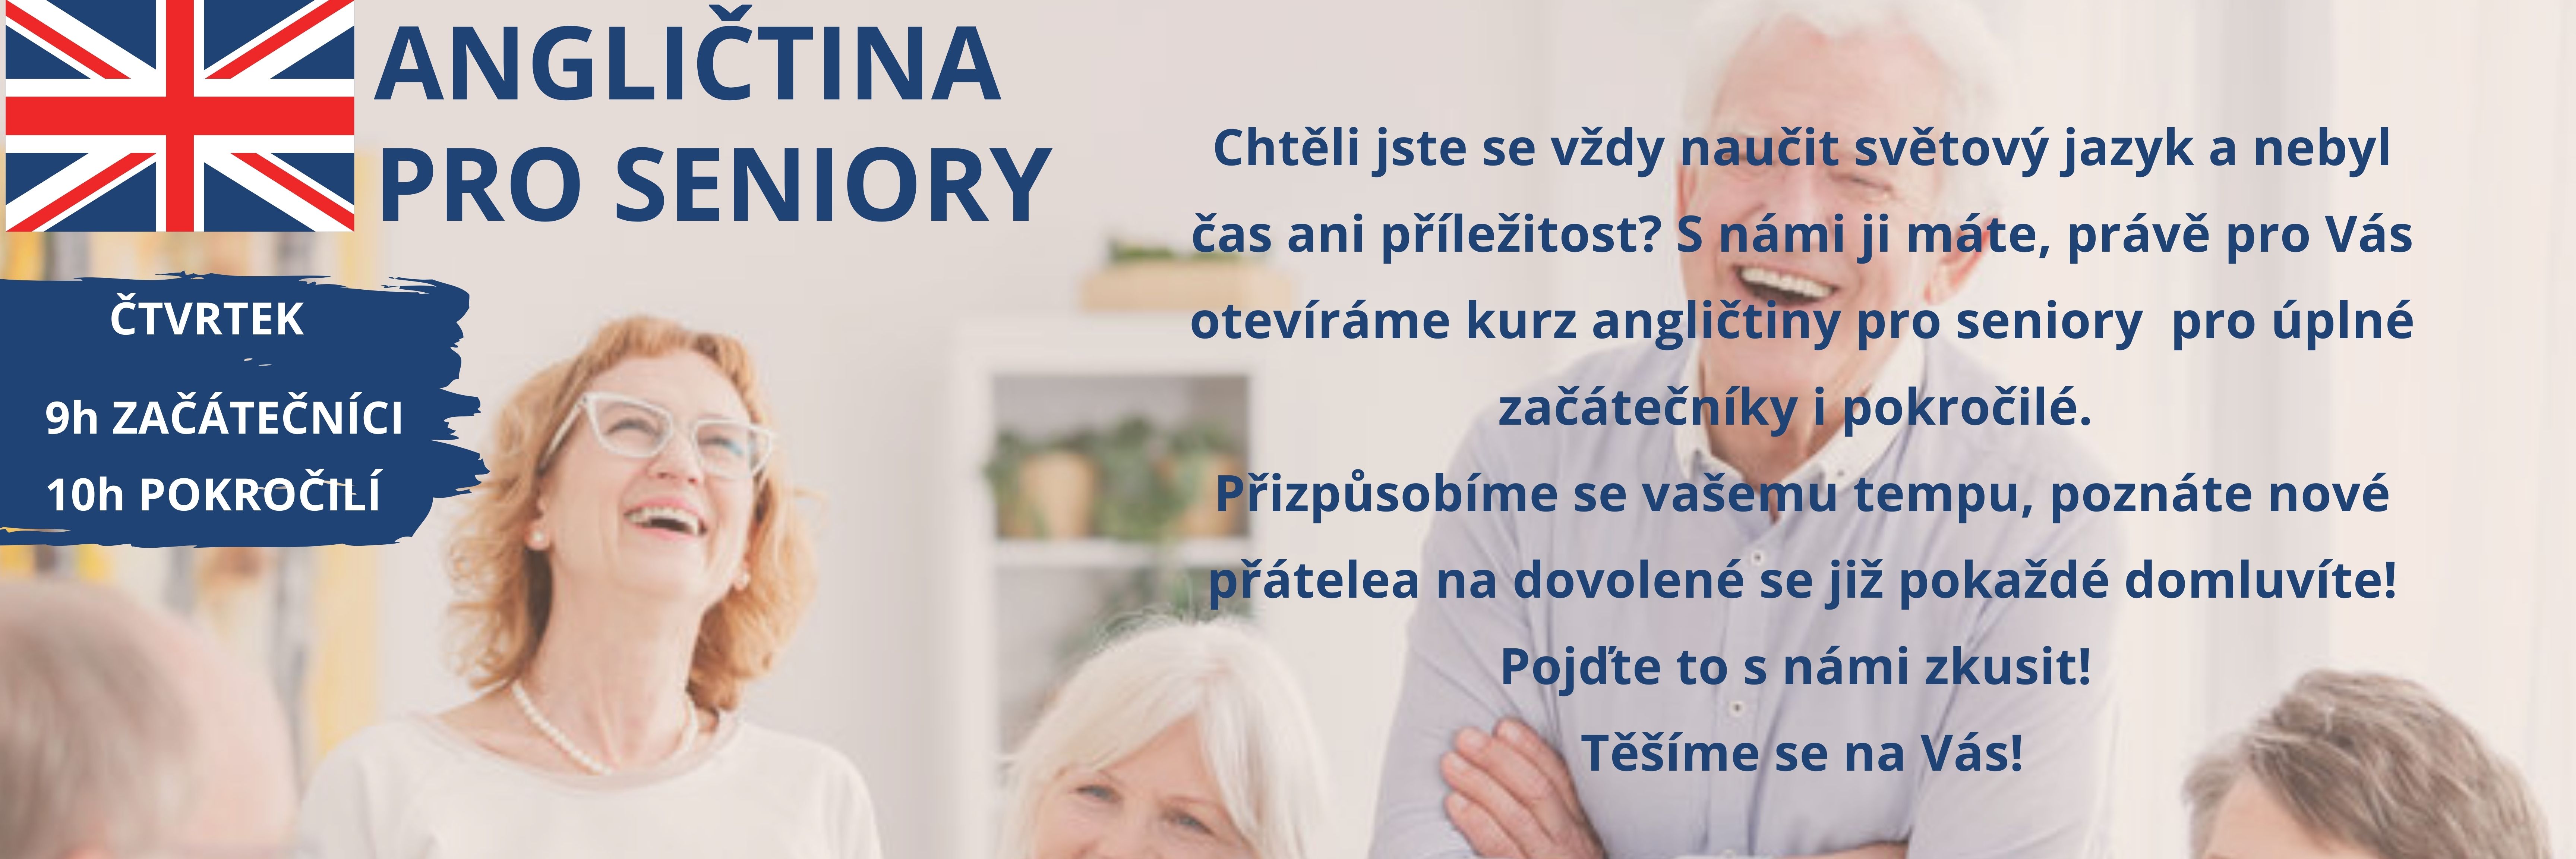 ANGLIČTINA
PRO SENIORY
ČTVRTEK
9h ZAČÁTEČNÍCI
10h POKROČILÍ
Chtěli jste se vždy naučit světový jazyk a nebyl
čas ani příležitost? S námi ji máte, právě pro Vás
otevíráme kurz angličtiny pro seniory  pro úplné
začátečníky i pokročilé.
Přizpůsobíme se vašemu tempu, poznáte nové
přátelea na dovolené se již pokaždé domluvíte!
Pojďte to s námi zkusit!
Těšíme se na Vás!